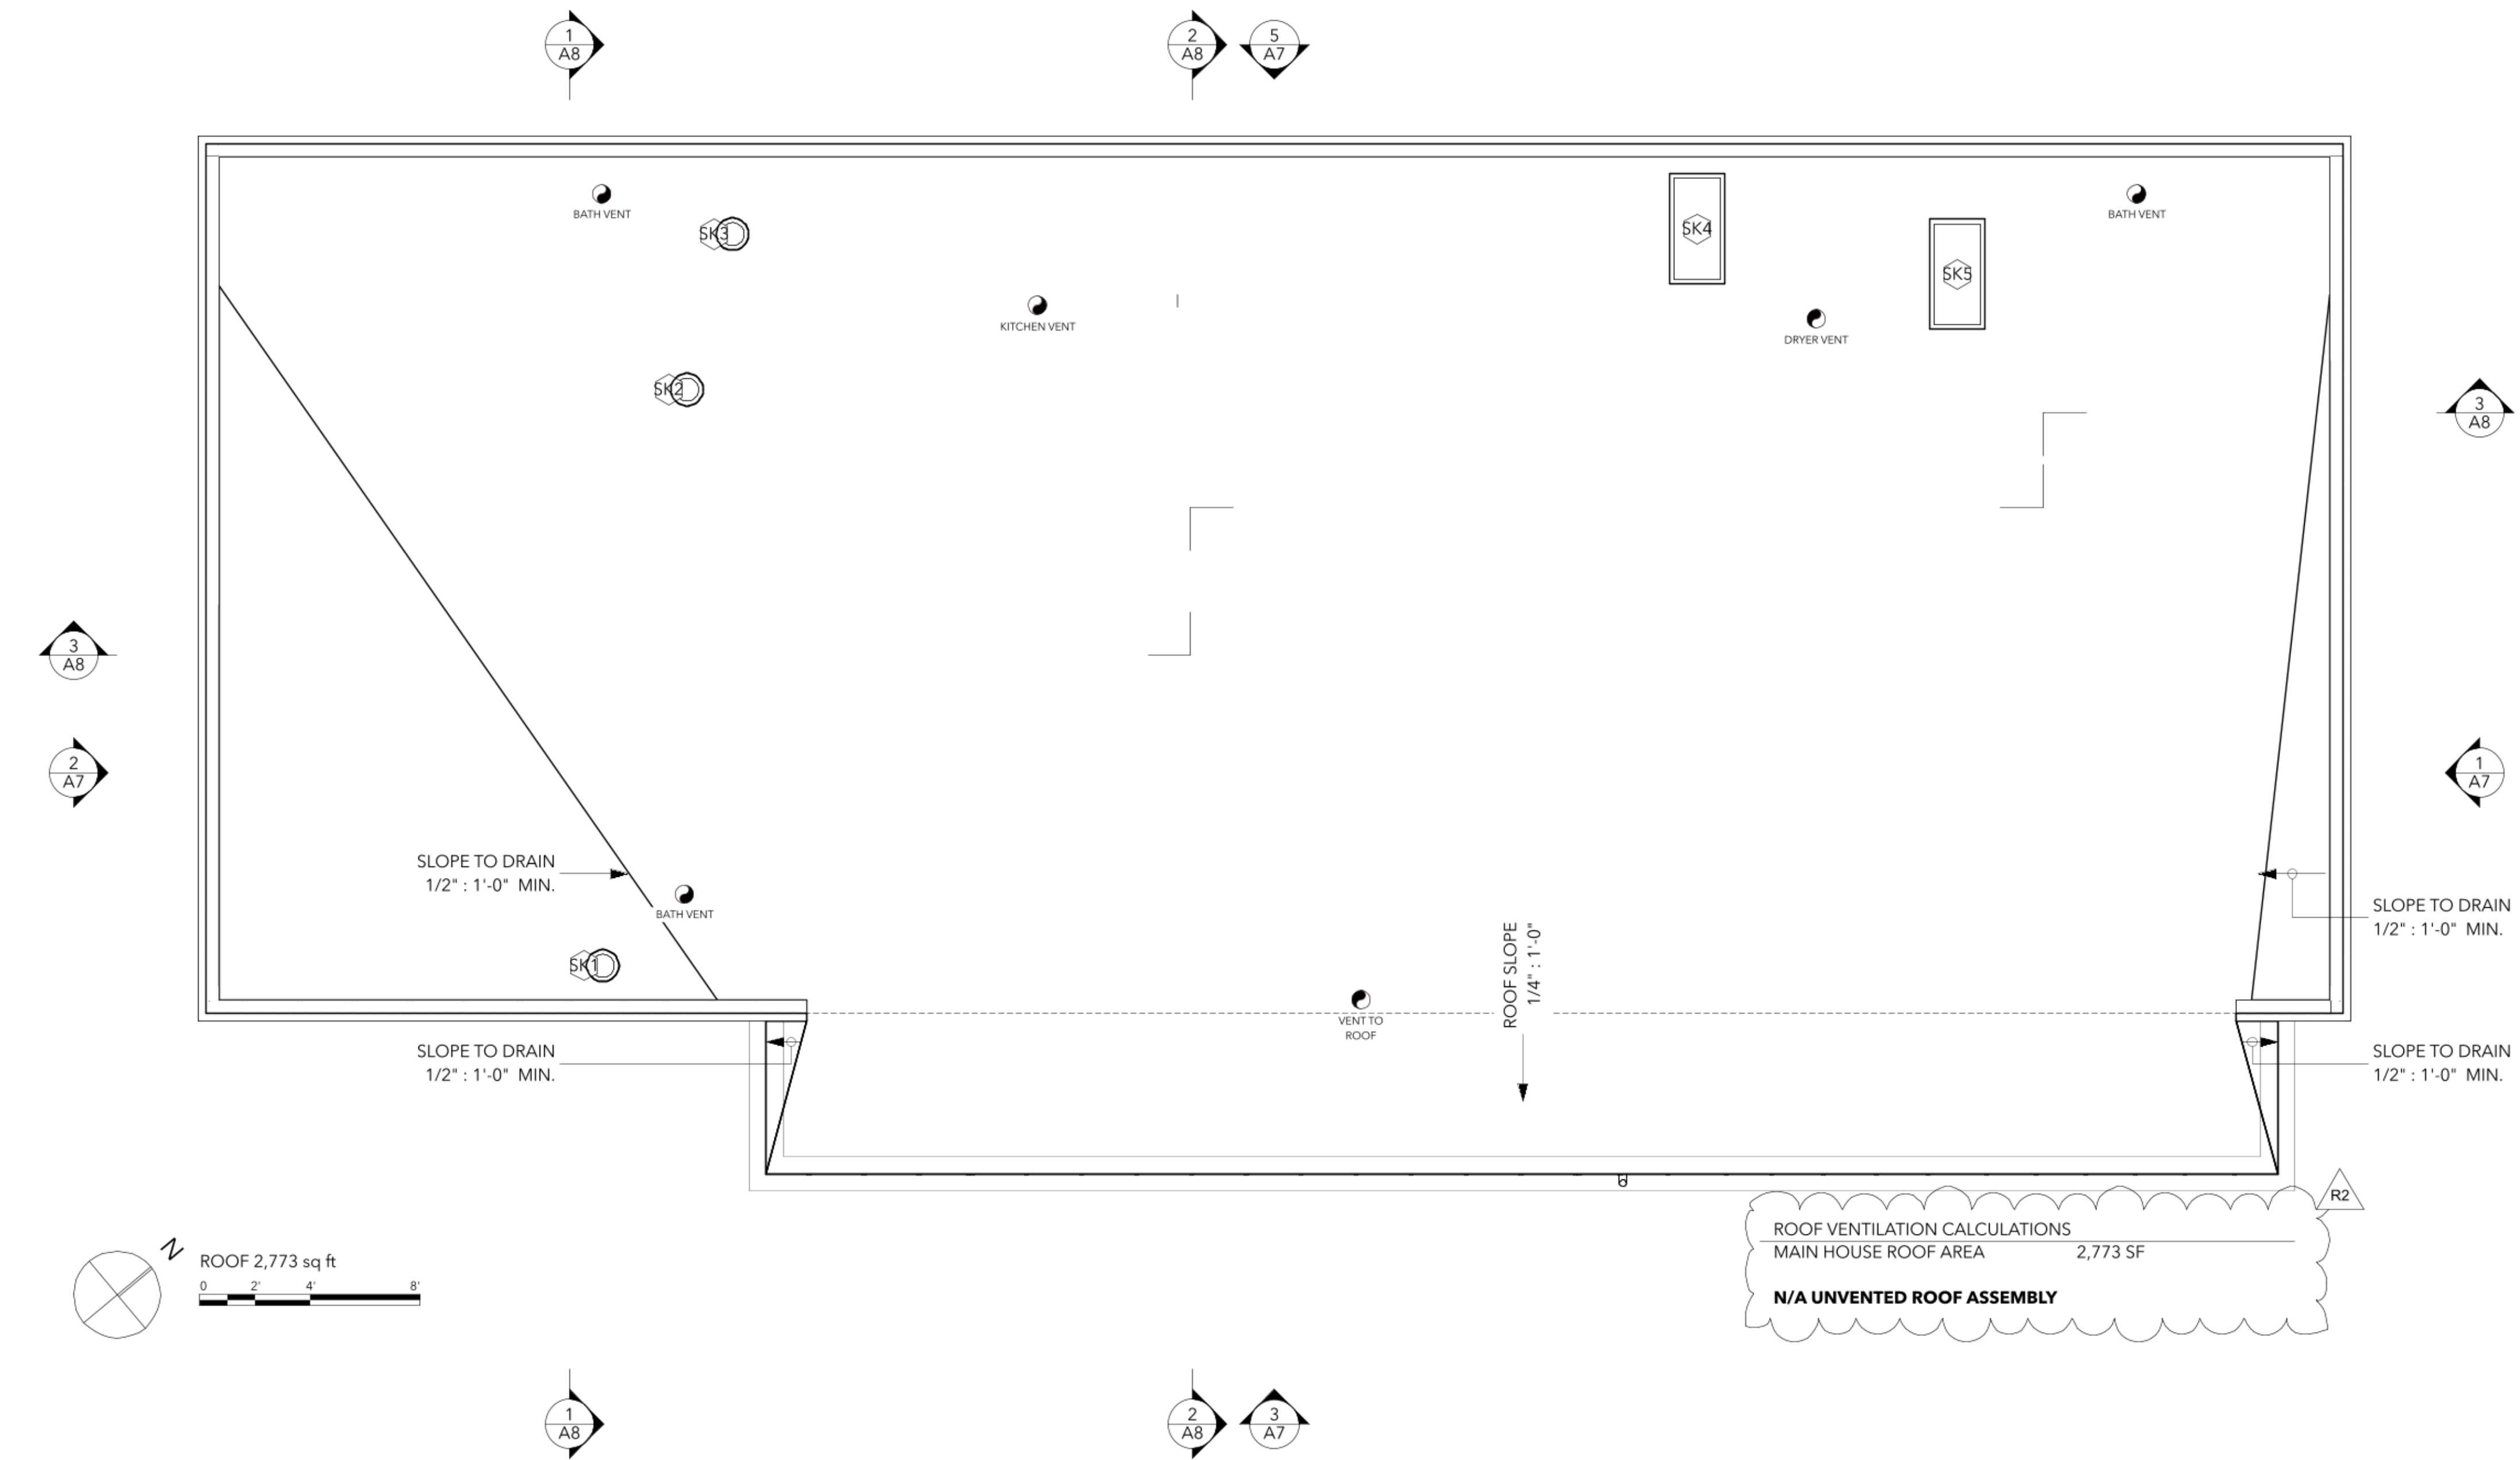 1
A8
2
A8
5
A7
BATH VENT
SK3
SK4
BATH VENT
SK5
KITCHEN VENT
DRYER VENT
SK2
3
A8
3
A8
2
A7
1
A7
SLOPE TO DRAIN
1/2" : 1'-0" MIN.
BATH VENT
SLOPE TO DRAIN
1/2" : 1'-0" MIN.
SK1
ROOF SLOPE
1/4" : 1'-0"
VENT TO
ROOF
SLOPE TO DRAIN
1/2" : 1'-0" MIN.
SLOPE TO DRAIN
1/2" : 1'-0" MIN.
R2
N
ROOF 2,773 sq ft
0 2' 4' 8'
ROOF VENTILATION CALCULATIONS
MAIN HOUSE ROOF AREA 2,773 SF
N/A UNVENTED ROOF ASSEMBLY
1
A8
2
A8
3
A7